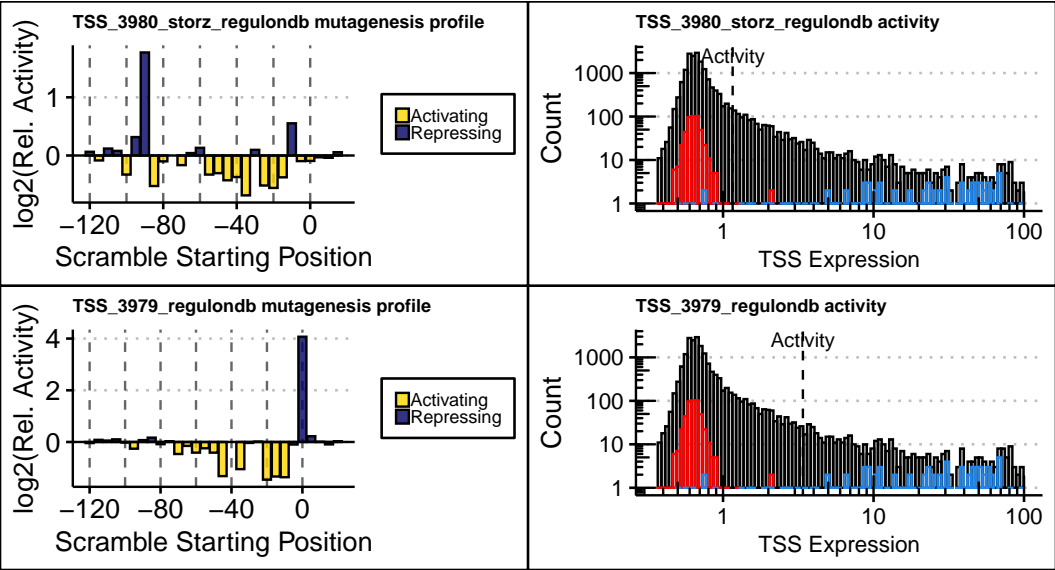 TSS_3980_storz_regulondb mutagenesis profile
log2(Rel. Activity)
1
0
−120
−80
−40
0
Scramble Starting Position
Activating
Repressing
TSS_3980_storz_regulondb activity
Activity
Count
1000
100
10
1
1
10
100
TSS Expression
TSS_3979_regulondb mutagenesis profile
log2(Rel. Activity)
4
2
0
−120
−80
−40
0
Scramble Starting Position
Activating
Repressing
TSS_3979_regulondb activity
Activity
Count
1000
100
10
1
1
10
100
TSS Expression